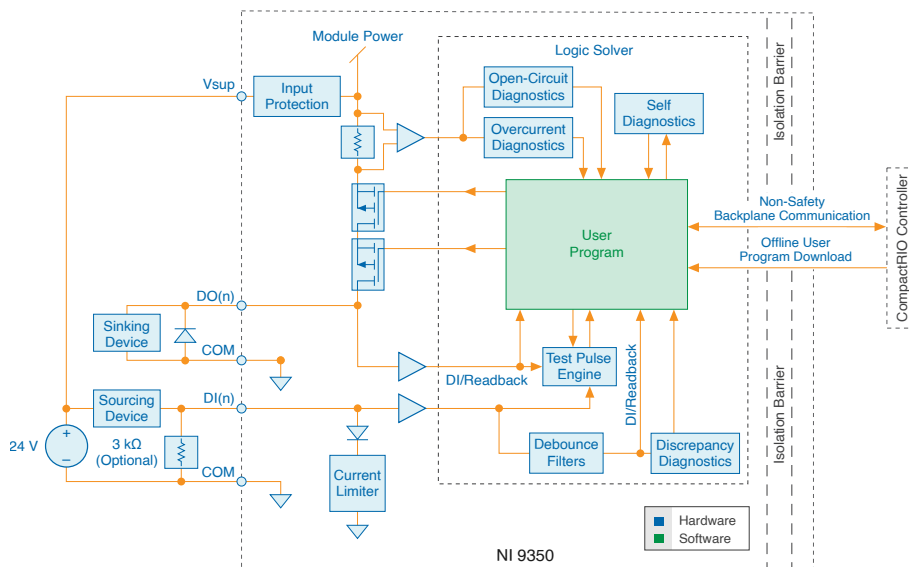 Module Power
Vsup
Input
Protection
Logic Solver
Open-Circuit
Diagnostics
Overcurrent
Diagnostics
Self
Diagnostics
Isolation Barrier
User
Program
Non-Safety
Backplane Communication
Offline User
Program Download
CompactRIO Controller
DO(n)
Sinking
Device
COM
DI/Readback
Test Pulse
Engine
DI/Readback
Sourcing
Device
DI(n)
24 V
+
–
3 kΩ
(Optional)
COM
Current
Limiter
Debounce
Filters
Discrepancy
Diagnostics
Isolation Barrier
Hardware
Software
NI 9350